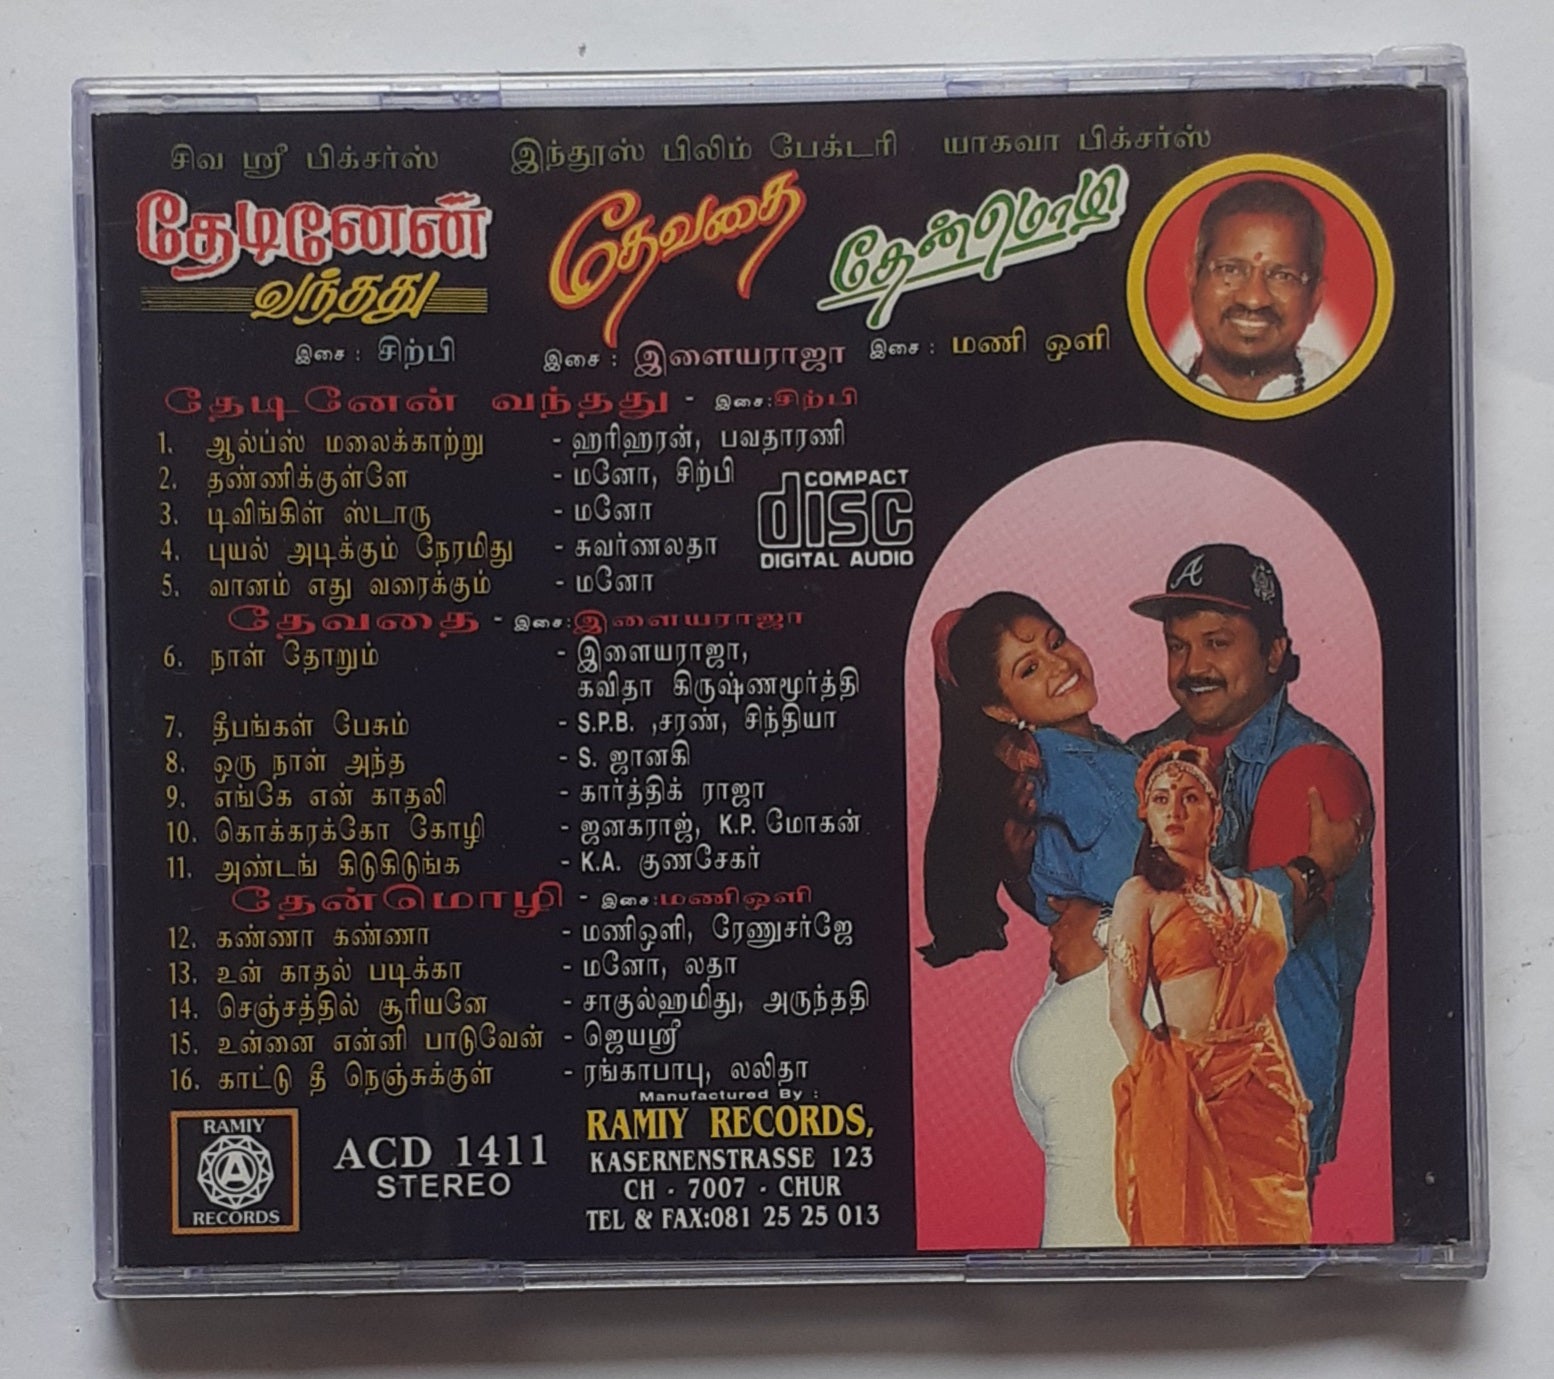 சிவ ஸ்ரீ பிக்சர்ஸ் இந்தூஸ் பிலிம் பேக்டரி யாகவா பிக்சர்ஸ்
தேடினேன் வந்தது
தேவதை
தேன்மொழி
இசை : சிற்பி இசை : இளையராஜா இசை : மணி ஒளி
தேடினேன் வந்தது - இசை : சிற்பி
1. ஆல்ப்ஸ் மலைக்காற்று - ஹரிஹரன், பவதாரணி
2. தண்ணிக்குள்ளே - மனோ, சிற்பி
3. டிவிங்கிள் ஸ்டாரு - மனோ
4. புயல் அடிக்கும் நேரமிது - சுவர்ணலதா
5. வானம் எது வரைக்கும் - மனோ
COMPACT
disc
DIGITAL AUDIO
தேவதை - இசை : இளையராஜா
6. நாள் தோறும் - இளையராஜா,
கவிதா கிருஷ்ணமூர்த்தி
7. தீபங்கள் பேசும் - S.P.B. ,சரண், சிந்தியா
8. ஒரு நாள் அந்த - S. ஜானகி
9. எங்கே என் காதலி - கார்த்திக் ராஜா
10. கொக்கரக்கோ கோழி - ஜனகராஜ், K.P. மோகன்
11. அண்டங் கிடுகிடுங்க - K.A. குணசேகர்
தேன்மொழி - இசை : மணிஒளி
12. கண்ணா கண்ணா - மணிஒளி, ரேணுசர்ஜே
13. உன் காதல் படிக்கா - மனோ, லதா
14. செஞ்சத்தில் சூரியனே - சாகுல்ஹமிது, அருந்ததி
15. உன்னை என்னி பாடுவேன் - ஜெயஸ்ரீ
16. காட்டு தீ நெஞ்சுக்குள் - ரங்காபாபு, லலிதா
Manufactured By :
RAMIY RECORDS,
KASERNENSTRASSE 123
CH - 7007 - CHUR
TEL & FAX:081 25 25 013
RAMIY
A
RECORDS
ACD 1411
STEREO
A